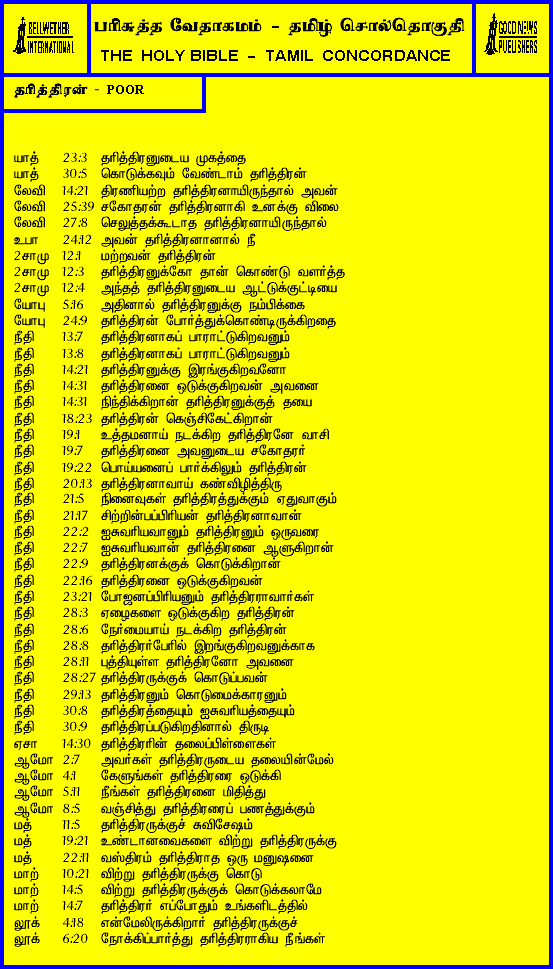 BELLWETHER
INTERNATIONAL
பரிசுத்த வேதாகமம் - தமிழ் சொல்தொகுதி
THE HOLY BIBLE - TAMIL CONCORDANCE
GOOD NEWS
PUBLISHERS
தரித்திரன் - POOR
யாத் 23:3 தரித்திரனுடைய முகத்தை
யாத் 30:5 கொடுக்கவும் வேண்டாம் தரித்திரன்
லேவி 14:21 திரணியற்ற தரித்திரனாயிருந்தால் அவன்
லேவி 25:39 சகோதரன் தரித்திரனாகி உனக்கு விலை
லேவி 27:8 செலுத்தக்கூடாத தரித்திரனாயிருந்தால்
உபா 24:12 அவன் தரித்திரனானால் நீ
2சாமு 12:1 மற்றவன் தரித்திரன்
2சாமு 12:3 தரித்திரனுக்கோ தான் கொண்டு வளர்த்த
2சாமு 12:4 அந்தத் தரித்திரனுடைய ஆட்டுக்குட்டியை
யோபு 5:16 அதினால் தரித்திரனுக்கு நம்பிக்கை
யோபு 24:9 தரித்திரன் போர்த்துக்கொண்டிருக்கிறதை
நீதி 13:7 தரித்திரனாகப் பாராட்டுகிறவனும்
நீதி 13:8 தரித்திரனாகப் பாராட்டுகிறவனும்
நீதி 14:21 தரித்திரனுக்கு இரங்குகிறவனோ
நீதி 14:31 தரித்திரனை ஒடுக்குகிறவன் அவனை
நீதி 14:31 நிந்திக்கிறான் தரித்திரனுக்குத் தயை
நீதி 18:23 தரித்திரன் கெஞ்சிகேட்கிறான்
நீதி 19:1 உத்தமனாய் நடக்கிற தரித்திரனே வாசி
நீதி 19:7 தரித்திரனை அவனுடைய சகோதரர்
நீதி 19:22 பொய்யனைப் பார்க்கிலும் தரித்திரன்
நீதி 20:13 தரித்திரனாவாய் கண்விழித்திரு
நீதி 21:5 நினைவுகள் தரித்திரத்துக்கும் ஏதுவாகும்
நீதி 21:17 சிற்றின்பப்பிரியன் தரித்திரனாவான்
நீதி 22:2 ஐசுவரியவானும் தரித்திரனும் ஒருவரை
நீதி 22:7 ஐசுவரியவான் தரித்திரனை ஆளுகிறான்
நீதி 22:9 தரித்திரனக்குக் கொடுக்கிறான்
நீதி 22:16 தரித்திரனை ஒடுக்குகிறவன்
நீதி 23:21 போஜனப்பிரியனும் தரித்திரராவார்கள்
நீதி 28:3 ஏழைகளை ஒடுக்குகிற தரித்திரன்
நீதி 28:6 நேர்மையாய் நடக்கிற தரித்திரன்
நீதி 28:8 தரித்திரர்பேரில் இறங்குகிறவனுக்காக
நீதி 28:11 புத்தியுள்ள தரித்திரனோ அவனை
நீதி 28:27 தரித்திரருக்குக் கொடுப்பவன்
நீதி 29:13 தரித்திரனும் கொடுமைக்காரனும்
நீதி 30:8 தரித்திரத்தையும் ஐசுவரியத்தையும்
நீதி 30:9 தரித்திரப்படுகிறதினால் திருடி
ஏசா 14:30 தரித்திரரின் தலைப்பிள்ளைகள்
ஆமோ 2:7 அவர்கள் தரித்திரருடைய தலையின்மேல்
ஆமோ 4:1 கேளுங்கள் தரித்திரரை ஒடுக்கி
ஆமோ 5:11 நீங்கள் தரித்திரனை மிதித்து
ஆமோ 8:5 வஞ்சித்து தரித்திரரைப் பணத்துக்கும்
மத் 11:5 தரித்திரருக்குச் சுவிசேஷம்
மத் 19:21 உண்டானவைகளை விற்று தரித்திரருக்கு
மத் 22:11 வஸ்திரம் தரித்திராத ஒரு மனுஷனை
மாற் 10:21 விற்று தரித்திரருக்கு கொடு
மாற் 14:5 விற்று தரித்திரருக்குக் கொடுக்கலாமே
மாற் 14:7 தரித்திரர் எப்போதும் உங்களிடத்தில்
லூக் 4:18 என்மேலிருக்கிறார் தரித்திரருக்குச்
லூக் 6:20 நோக்கிப்பார்த்து தரித்திரராகிய நீங்கள்